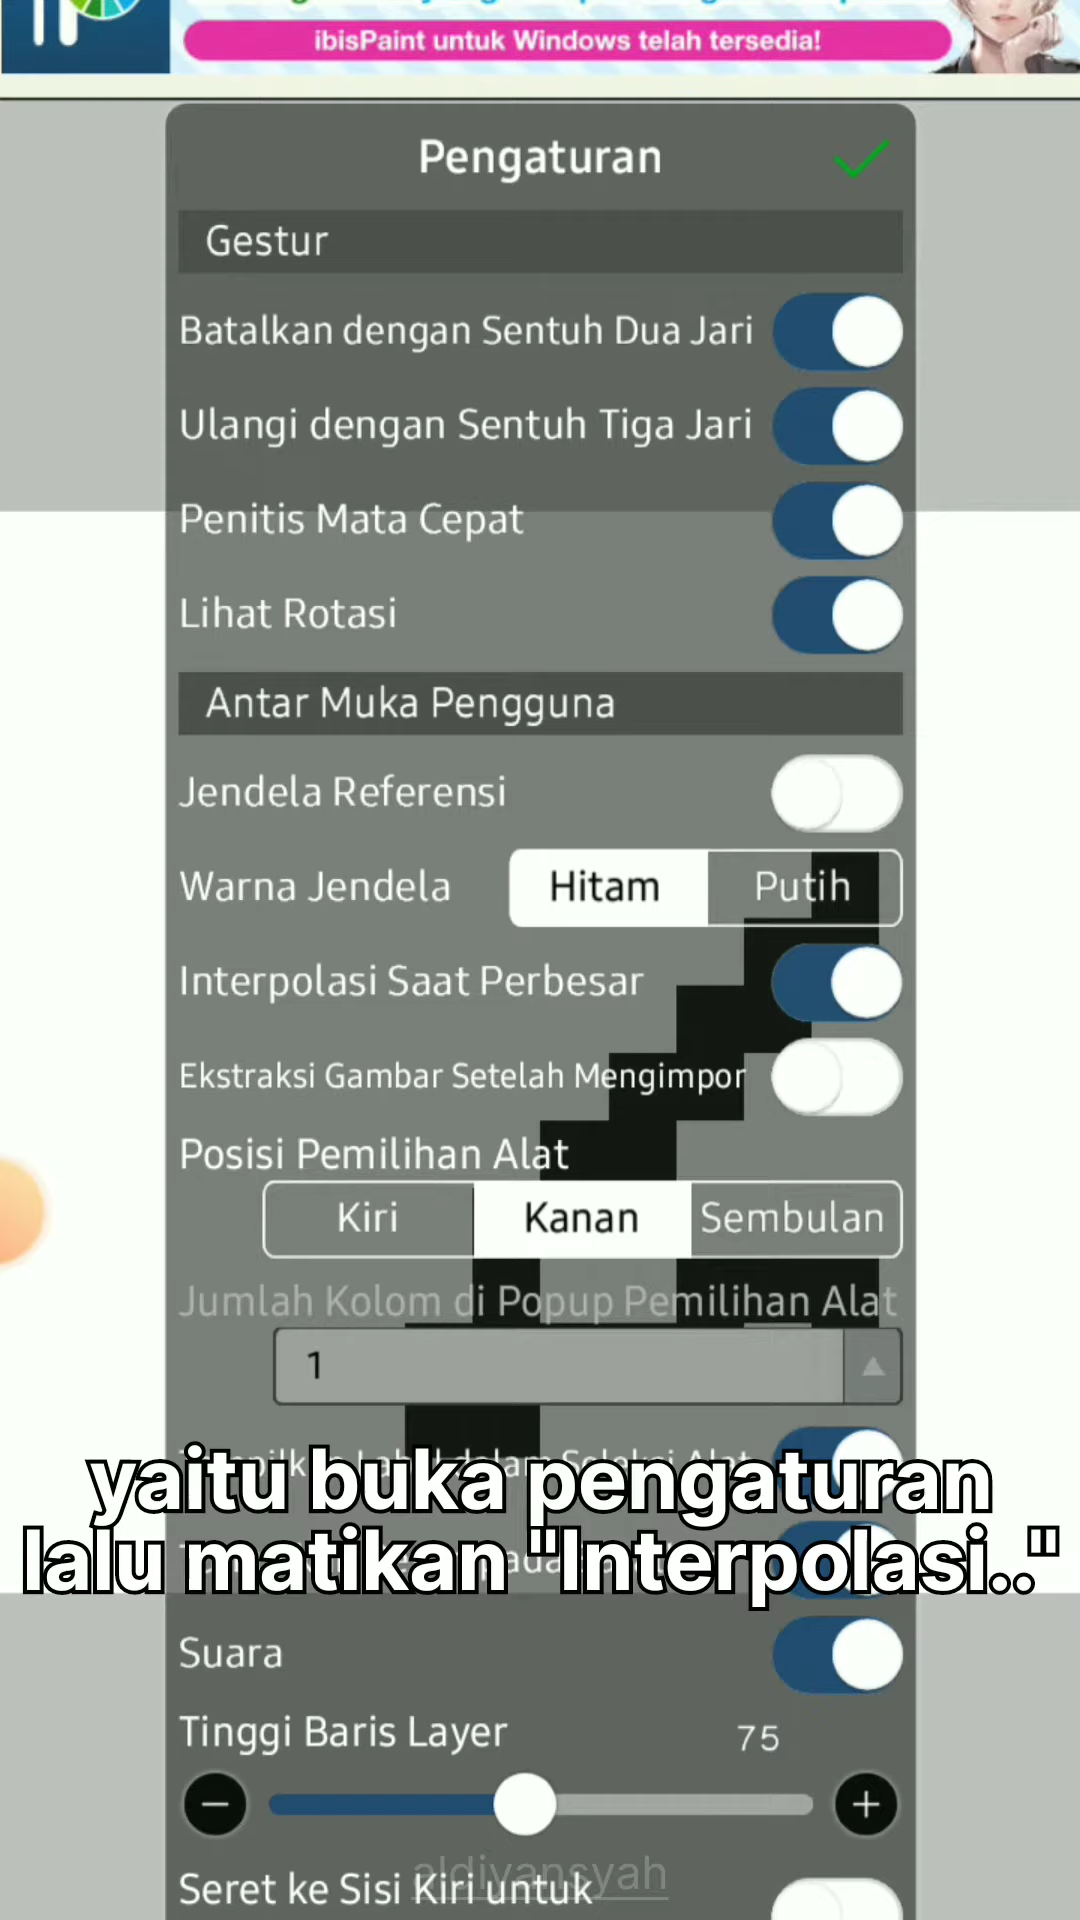 ibisPaint untuk Windows telah tersedia!
Pengaturan
Gestur
Batalkan dengan Sentuh Dua Jari
Ulangi dengan Sentuh Tiga Jari
Penitis Mata Cepat
Lihat Rotasi
Antar Muka Pengguna
Jendela Referensi
Warna Jendela Hitam Putih
Interpolasi Saat Perbesar
Ekstraksi Gambar Setelah Mengimpor
Posisi Pemilihan Alat
Kiri Kanan Sembulan
Jumlah Kolom di Popup Pemilihan Alat
1
yaitu buka pengaturan
lalu matikan "Interpolasi.."
Suara
Tinggi Baris Layer 75
aldiyansyah
Seret ke Sisi Kiri untuk